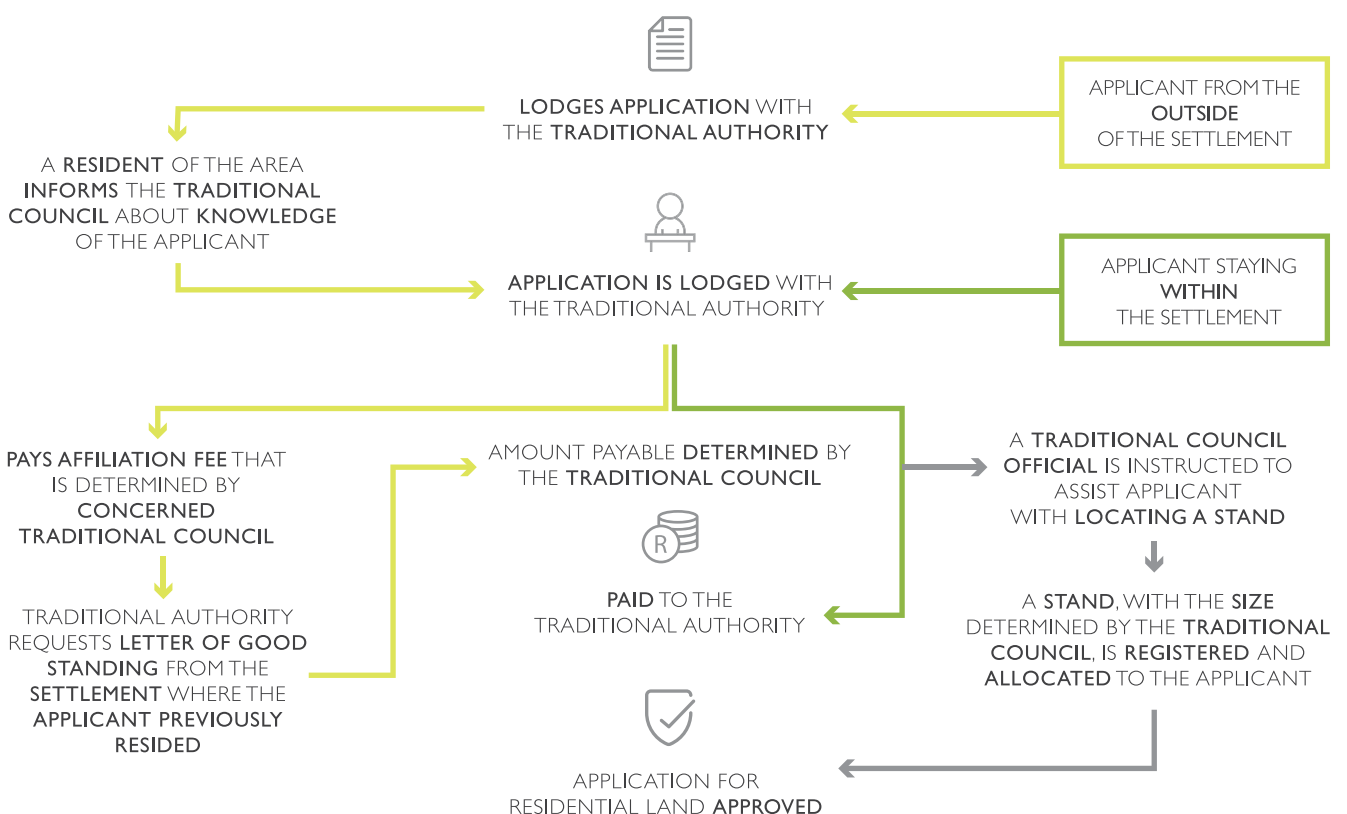 LODGES APPLICATION WITH
THE TRADITIONAL AUTHORITY
APPLICANT FROM THE
OUTSIDE
OF THE SETTLEMENT
A RESIDENT OF THE AREA
INFORMS THE TRADITIONAL
COUNCIL ABOUT KNOWLEDGE
OF THE APPLICANT
APPLICATION IS LODGED WITH
THE TRADITIONAL AUTHORITY
APPLICANT STAYING
WITHIN
THE SETTLEMENT
PAYS AFFILIATION FEE THAT
IS DETERMINED BY
CONCERNED
TRADITIONAL COUNCIL
TRADITIONAL AUTHORITY
REQUESTS LETTER OF GOOD
STANDING FROM THE
SETTLEMENT WHERE THE
APPLICANT PREVIOUSLY
RESIDED
AMOUNT PAYABLE DETERMINED BY
THE TRADITIONAL COUNCIL
R
PAID TO THE
TRADITIONAL AUTHORITY
A TRADITIONAL COUNCIL
OFFICIAL IS INSTRUCTED TO
ASSIST APPLICANT
WITH LOCATING A STAND
A STAND, WITH THE SIZE
DETERMINED BY THE TRADITIONAL
COUNCIL, IS REGISTERED AND
ALLOCATED TO THE APPLICANT
APPLICATION FOR
RESIDENTIAL LAND APPROVED